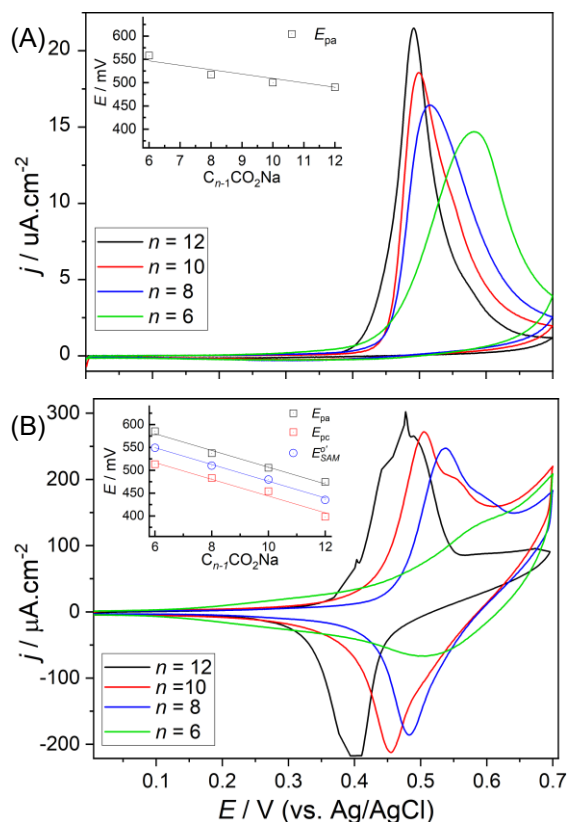 (A)
20
15
10
5
0
j / uA.cm⁻²
600
550
500
450
400
E / mV
6 8 10 12
Cₙ₋₁CO₂Na
Eₚₐ
n = 12
n = 10
n = 8
n = 6
(B)
300
200
100
0
-100
-200
j / μA.cm⁻²
600
550
500
450
400
E / mV
6 7 8 9 10 11 12
Cₙ₋₁CO₂Na
Eₚₐ
Eₚ꜀
E°'SAM
n = 12
n =10
n = 8
n = 6
0.1 0.2 0.3 0.4 0.5 0.6 0.7
E / V (vs. Ag/AgCl)